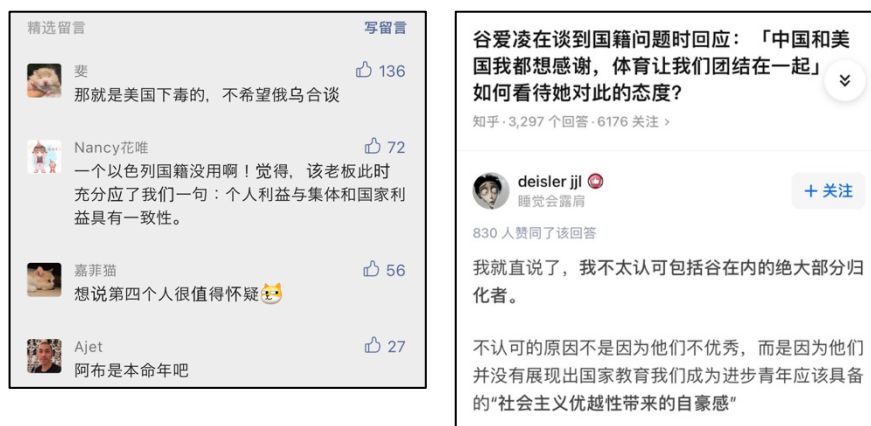 精选留言
写留言
斐
136
那就是美国下毒的，不希望俄乌合谈
Nancy花唯
72
一个以色列国籍没用啊！觉得，该老板此时
充分应了我们一句：个人利益与集体和国家利
益具有一致性。
嘉菲猫
56
想说第四个人很值得怀疑
Ajet
27
阿布是本命年吧
谷爱凌在谈到国籍问题时回应：「中国和美
国我都想感谢，体育让我们团结在一起」
如何看待她对此的态度?
知乎·3,297 个回答·6176 关注 >
deisler jjl
睡觉会露肩
+ 关注
830 人赞同了该回答
我就直说了，我不太认可包括谷在内的绝大部分归
化者。
不认可的原因不是因为他们不优秀，而是因为他们
并没有展现出国家教育我们成为进步青年应该具备
的“社会主义优越性带来的自豪感”